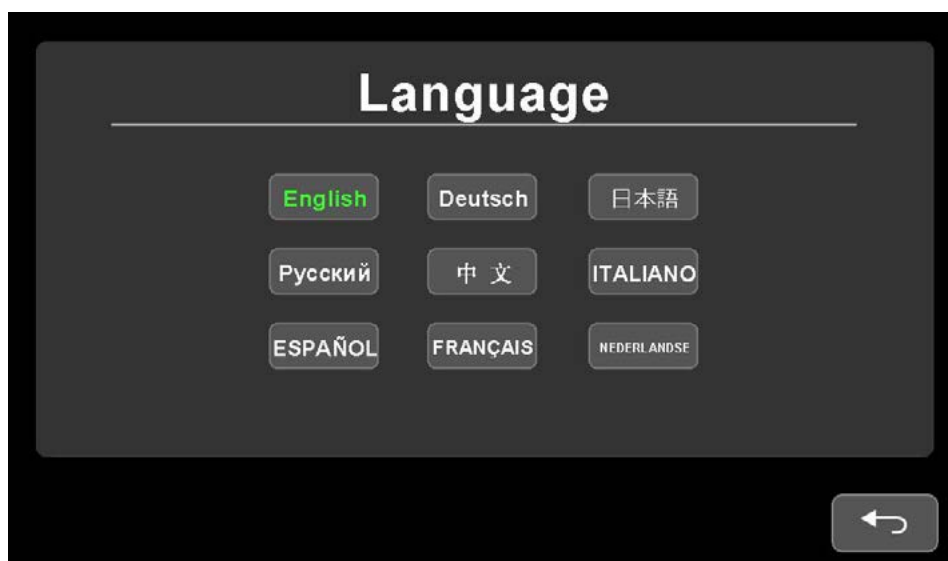 Language
English Deutsch 日本語
Русский 中 文 ITALIANO
ESPAÑOL FRANÇAIS NEDERLANDSE